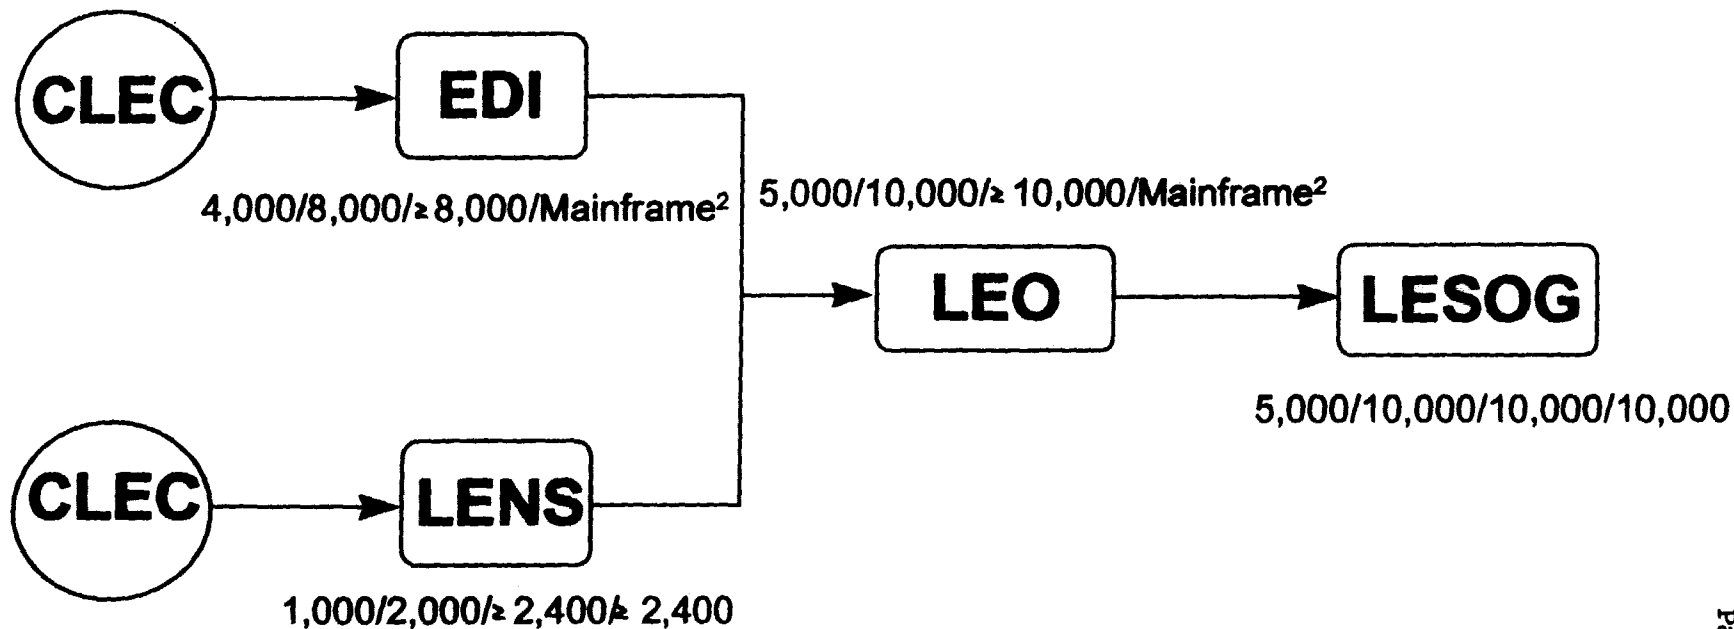 CLEC
EDI
4,000/8,000/≥8,000/Mainframe²
5,000/10,000/≥ 10,000/Mainframe²
LEO
LESOG
5,000/10,000/10,000/10,000
CLEC
LENS
1,000/2,000/≥ 2,400/≥ 2,400